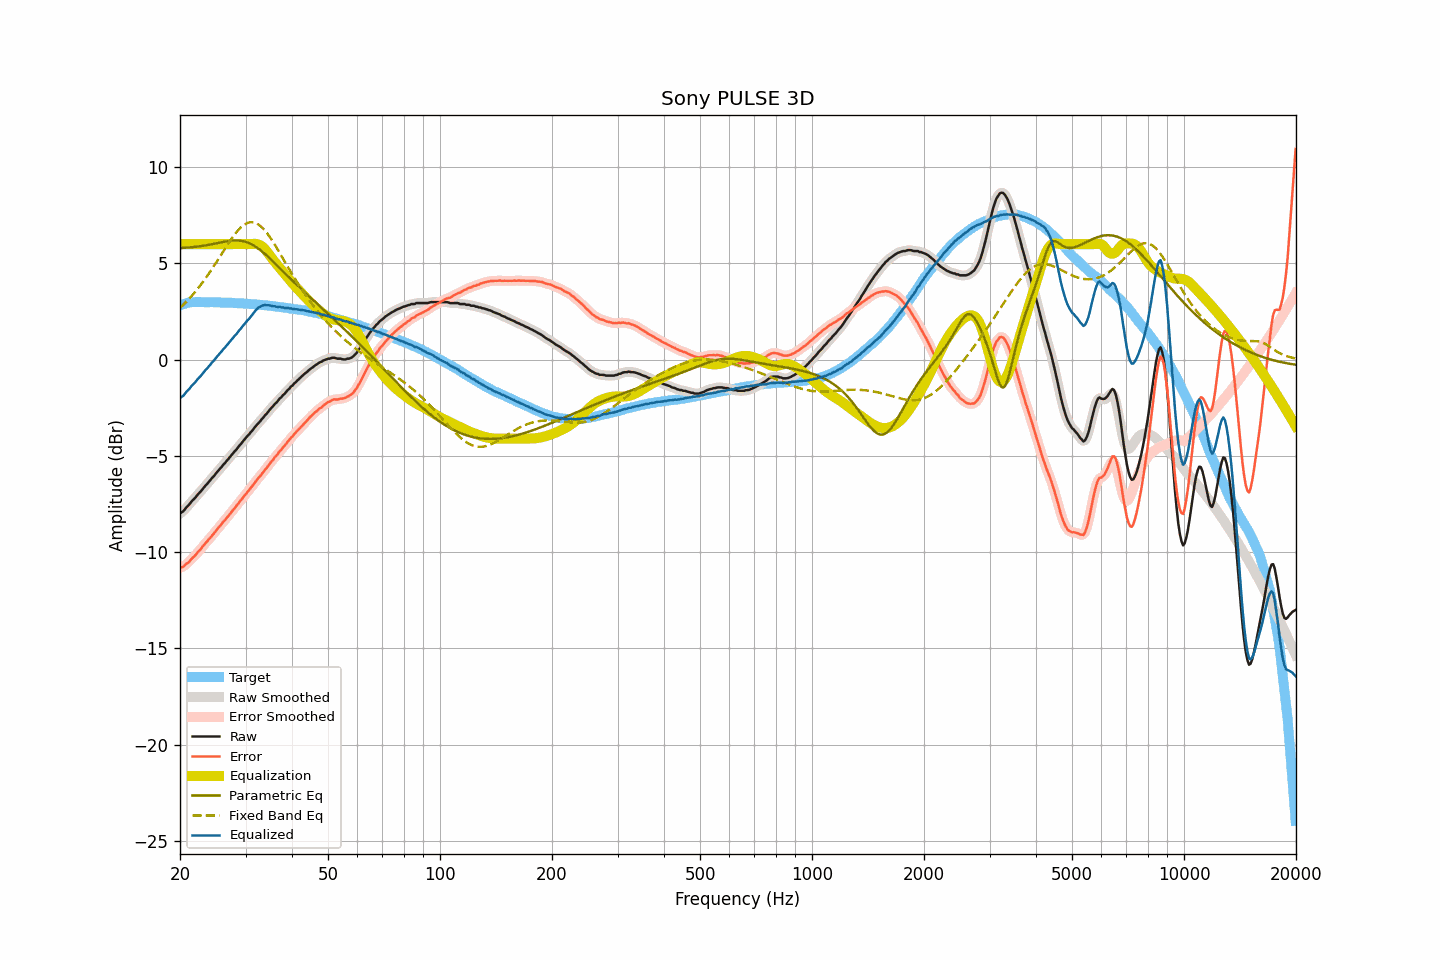 Sony PULSE 3D
10
5
0
−5
−10
−15
−20
−25
Amplitude (dBr)
Target
Raw Smoothed
Error Smoothed
Raw
Error
Equalization
Parametric Eq
Fixed Band Eq
Equalized
20 50 100 200 500 1000 2000 5000 10000 20000
Frequency (Hz)